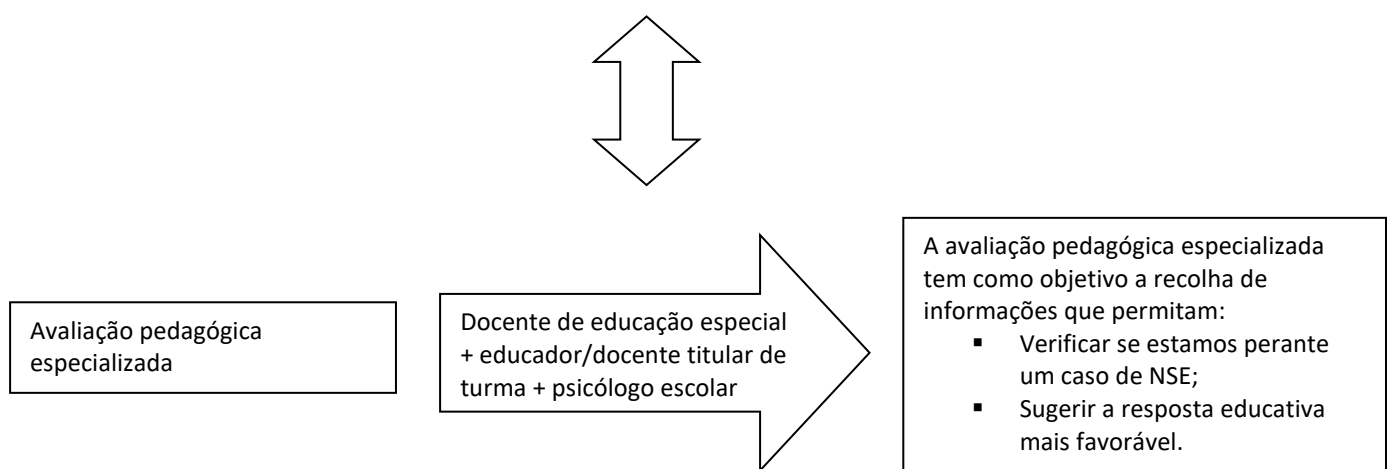 Avaliação pedagógica
especializada
Docente de educação especial
+ educador/docente titular de
turma + psicólogo escolar
A avaliação pedagógica especializada
tem como objetivo a recolha de
informações que permitam:
▪ Verificar se estamos perante
um caso de NSE;
▪ Sugerir a resposta educativa
mais favorável.